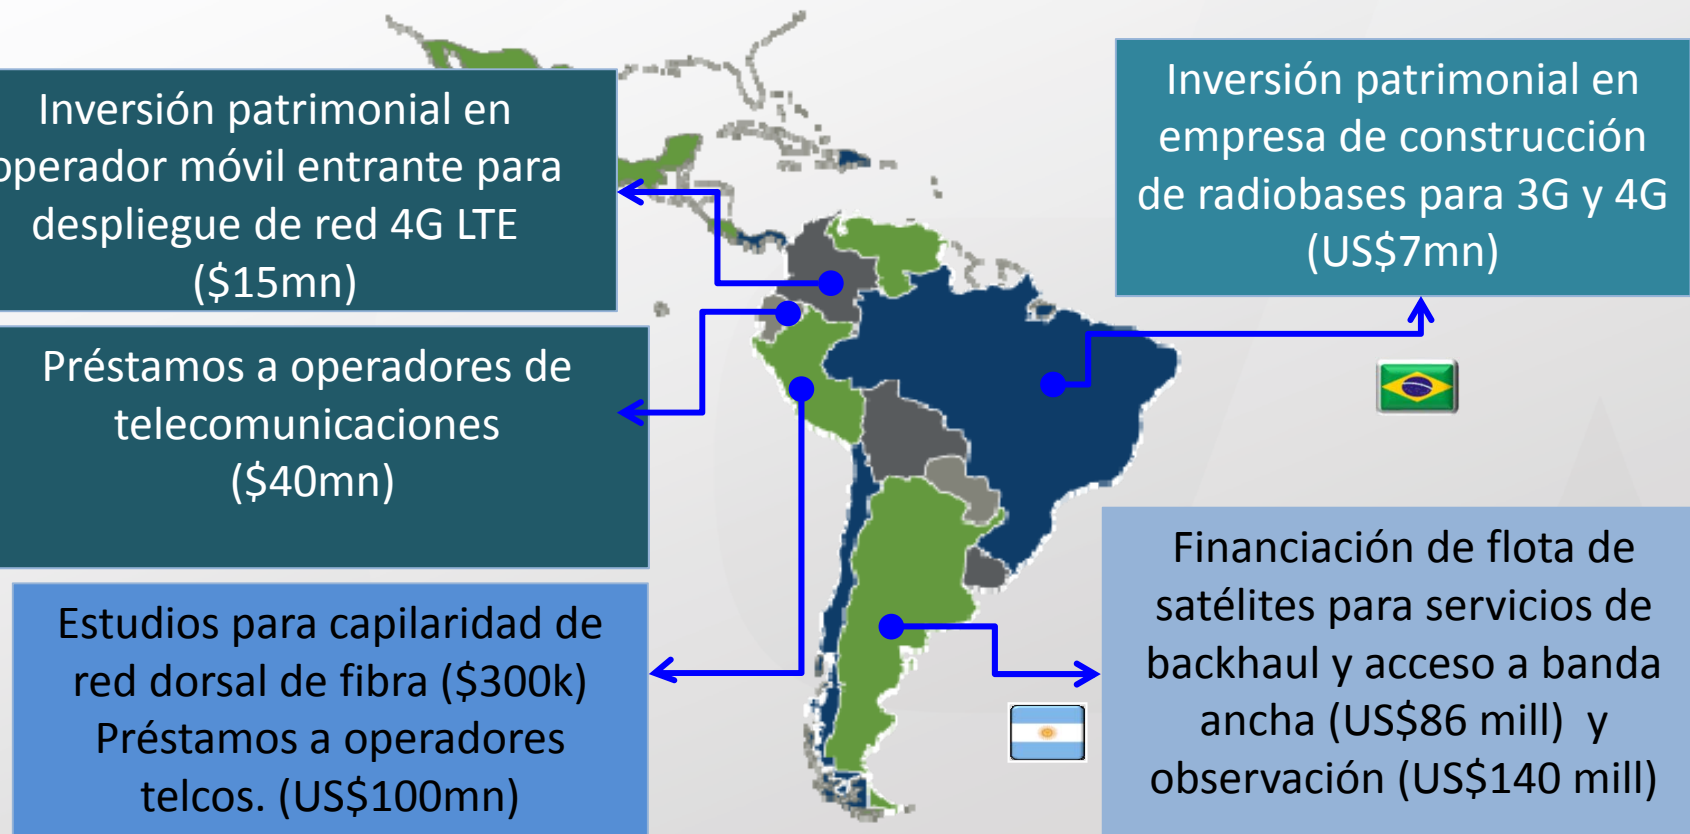 Inversión patrimonial en
operador móvil entrante para
despliegue de red 4G LTE
($15mn)
Préstamos a operadores de
telecomunicaciones
($40mn)
Estudios para capilaridad de
red dorsal de fibra ($300k)
Préstamos a operadores
telcos. (US$100mn)
Inversión patrimonial en
empresa de construcción
de radiobases para 3G y 4G
(US$7mn)
Financiación de flota de
satélites para servicios de
backhaul y acceso a banda
ancha (US$86 mill) y
observación (US$140 mill)